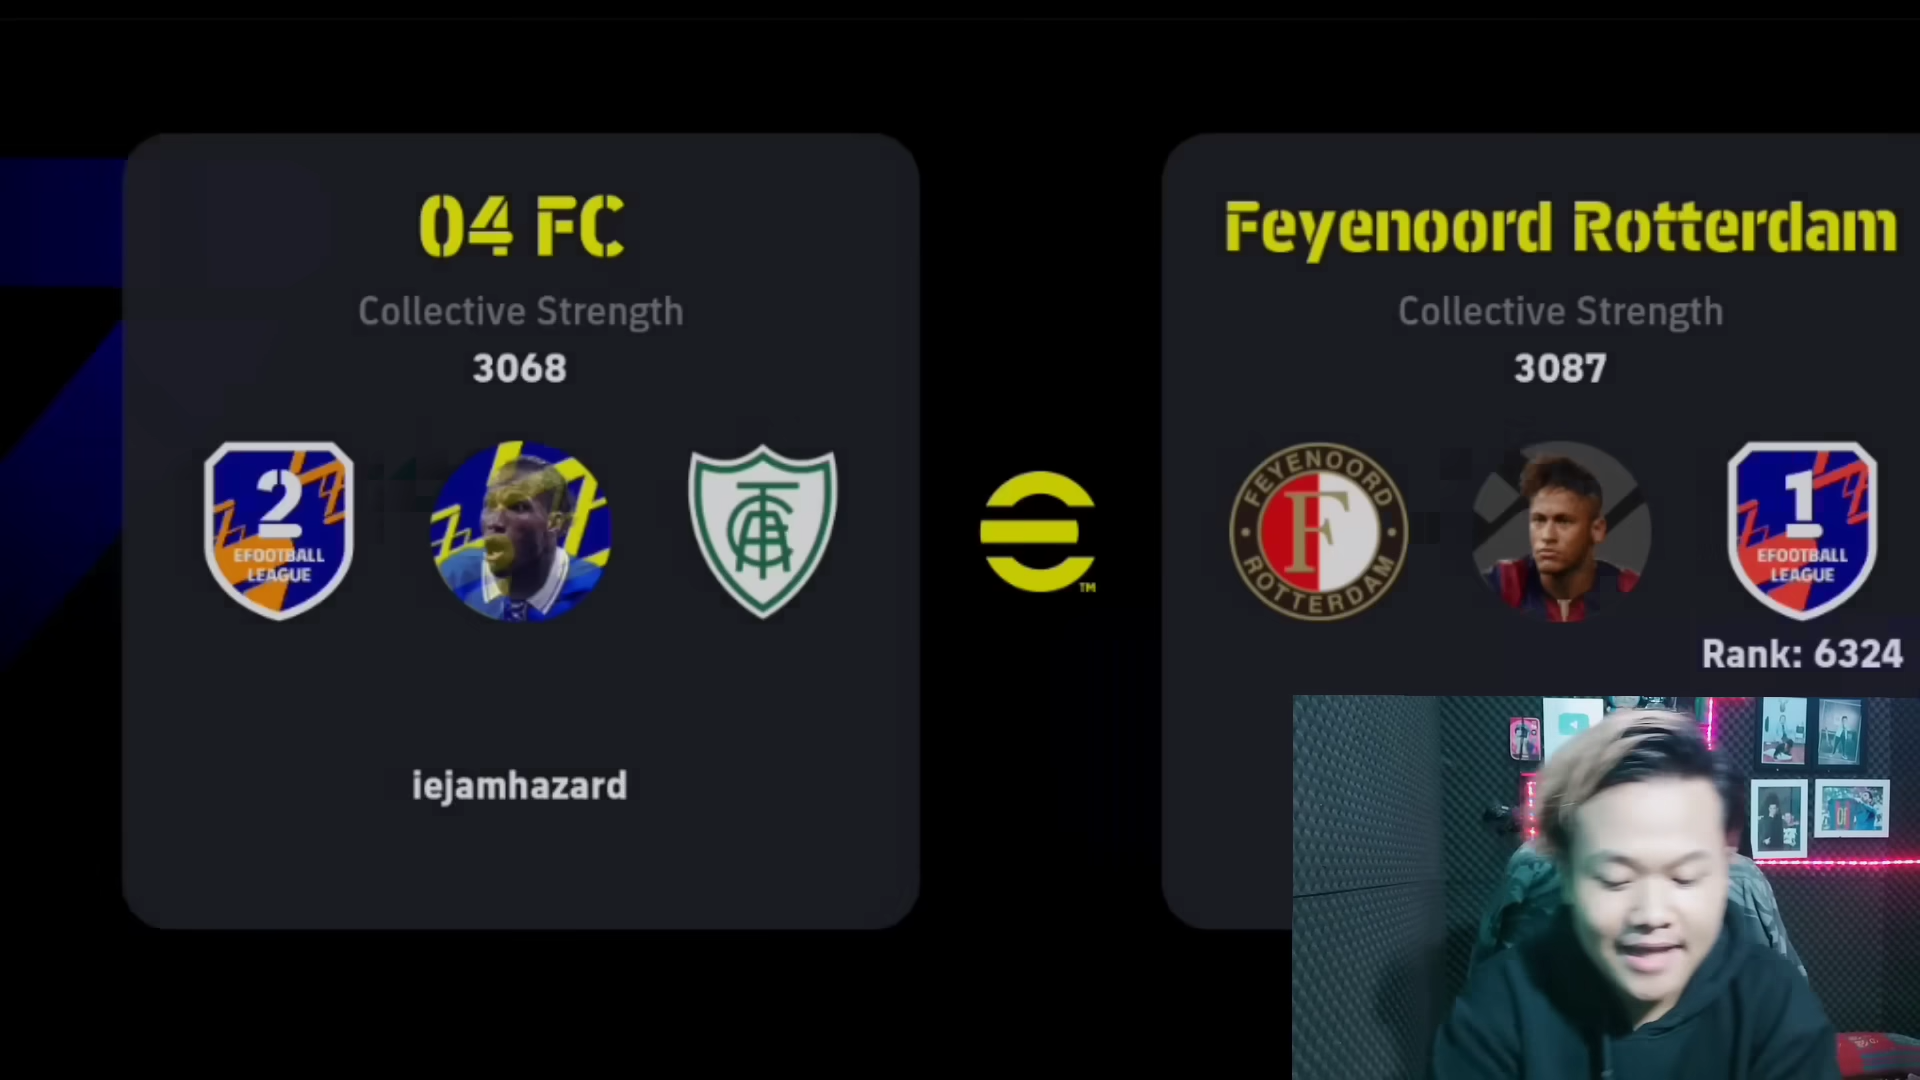 04 FC
Collective Strength
3068
2
EFOOTBALL
LEAGUE
iejamhazard
TM
Feyenoord Rotterdam
Collective Strength
3087
FEYENOORD
F
ROTTERDAM
1
EFOOTBALL
LEAGUE
Rank: 6324